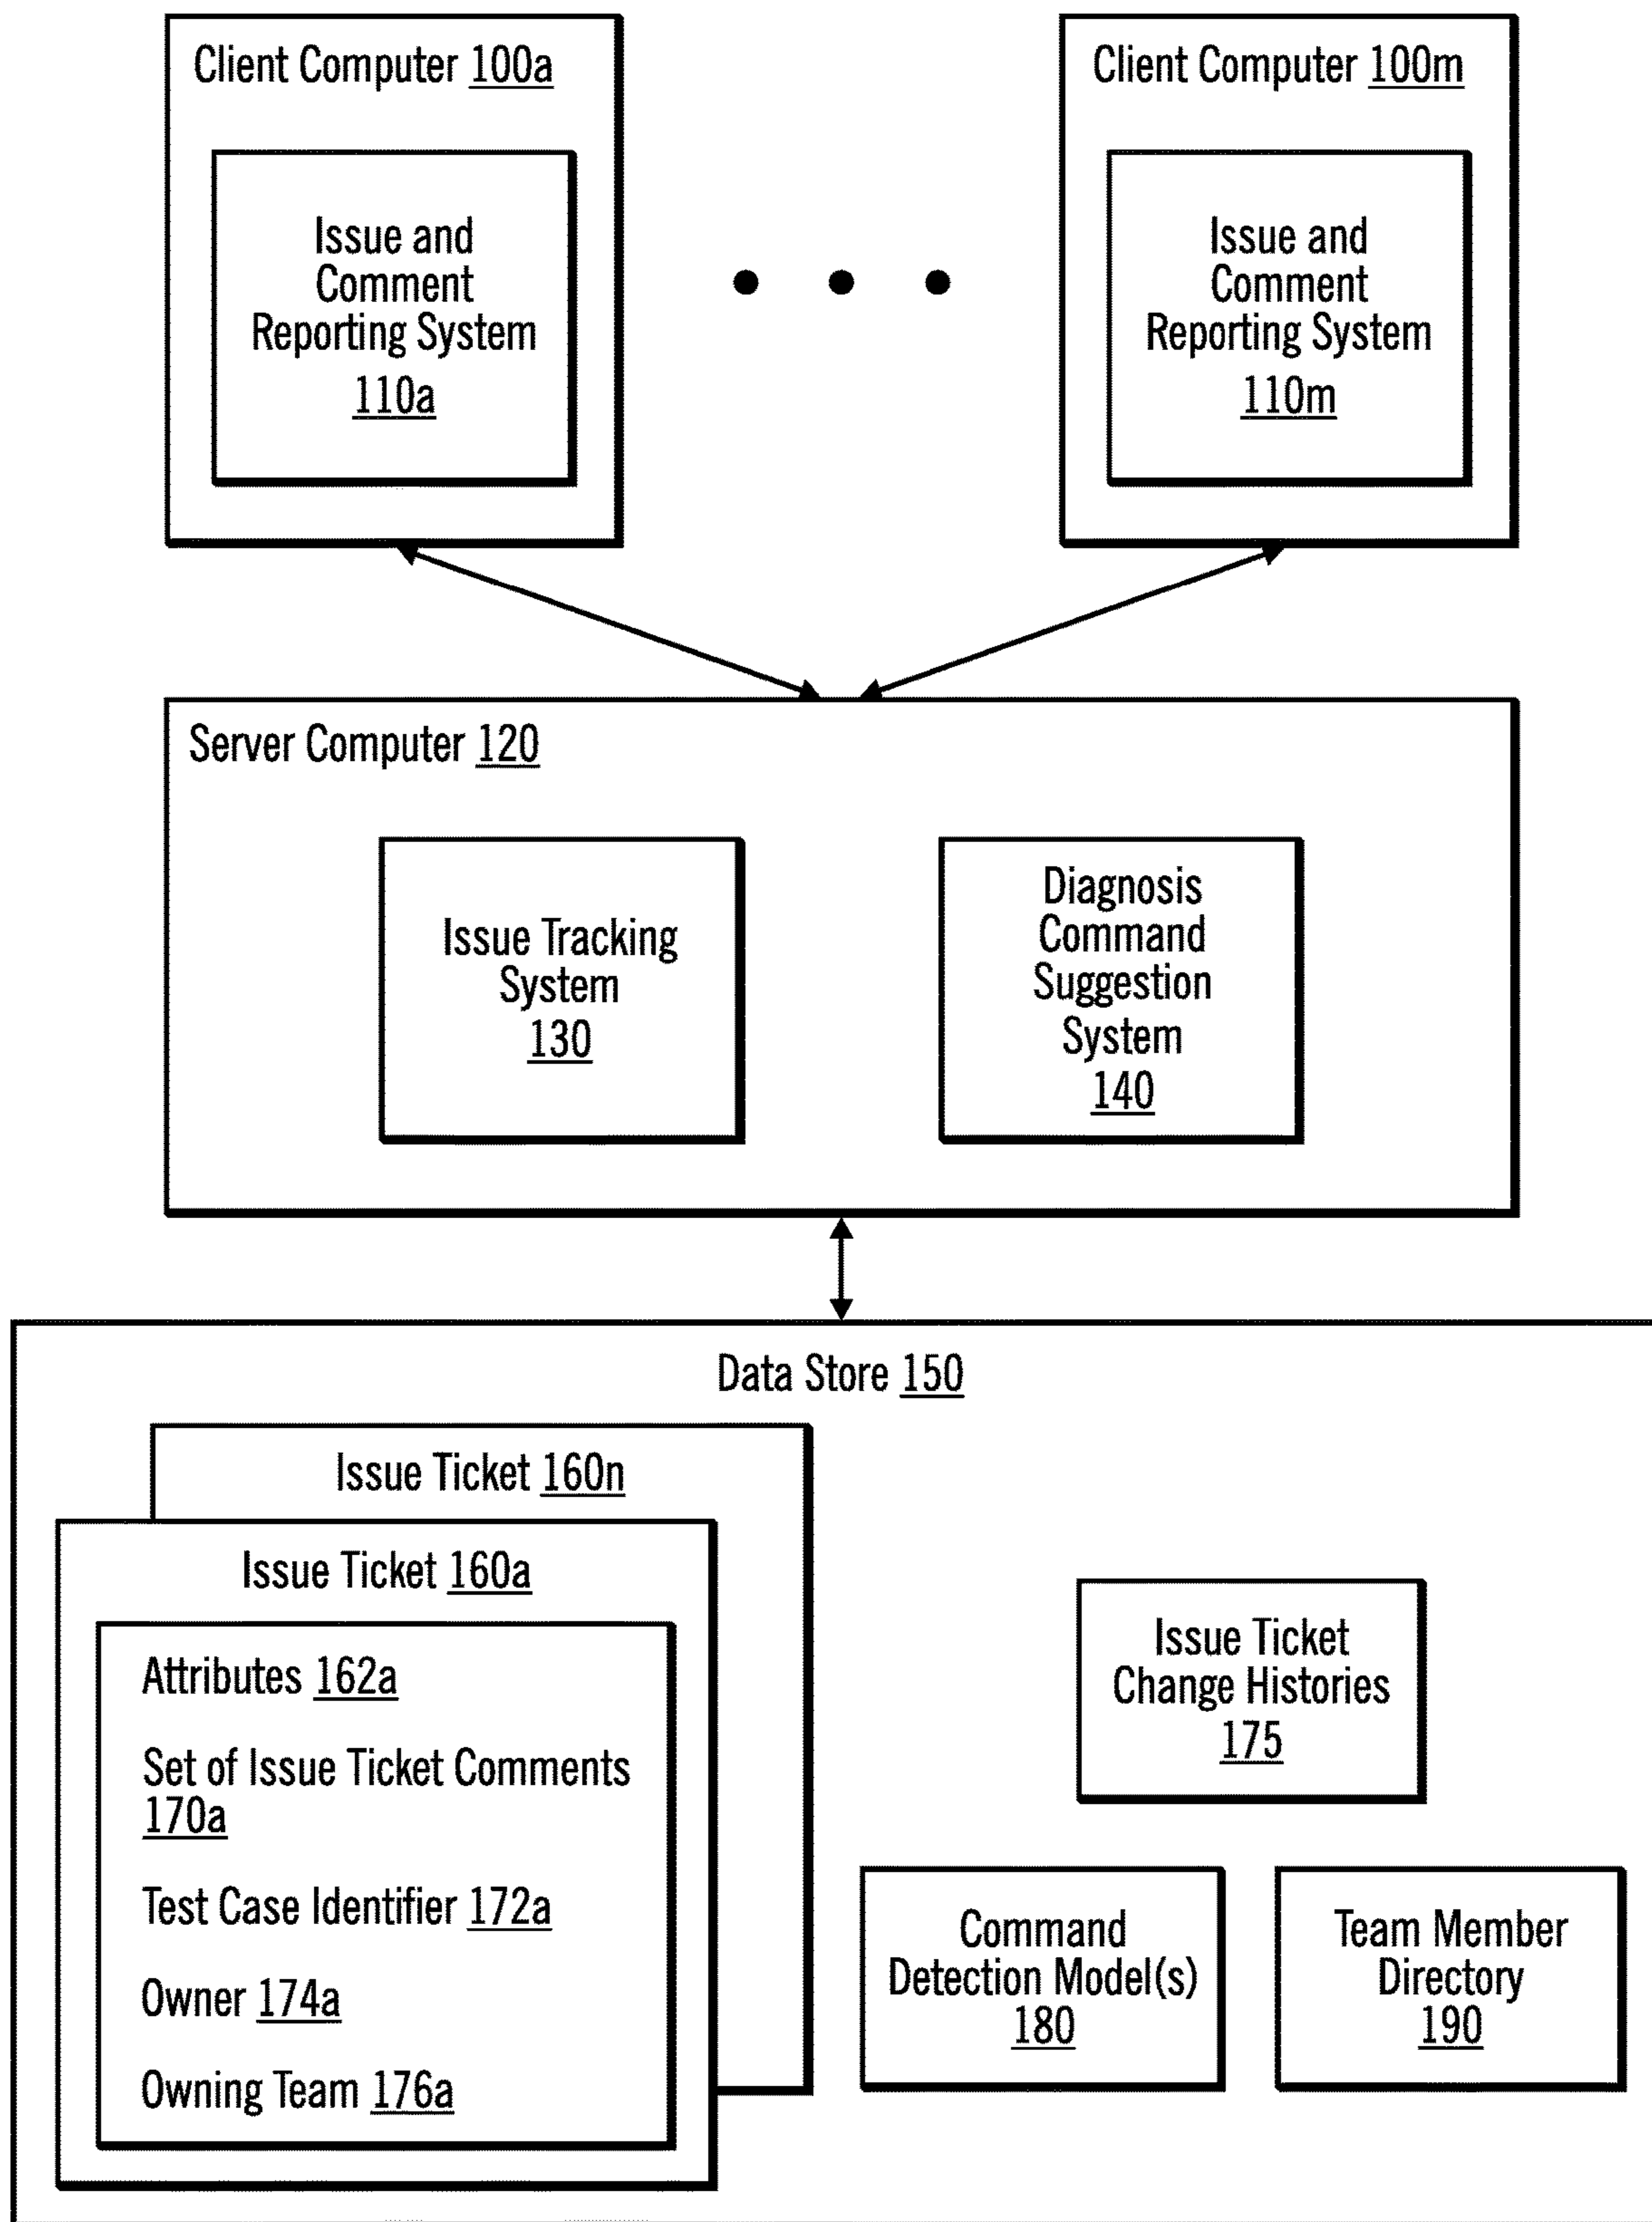 Client Computer 100a
Issue and
Comment
Reporting System
110a
Client Computer 100m
Issue and
Comment
Reporting System
110m
Server Computer 120
Issue Tracking
System
130
Diagnosis
Command
Suggestion
System
140
Data Store 150
Issue Ticket 160n
Issue Ticket 160a
Attributes 162a
Set of Issue Ticket Comments
170a
Test Case Identifier 172a
Owner 174a
Owning Team 176a
Issue Ticket
Change Histories
175
Command
Detection Model(s)
180
Team Member
Directory
190